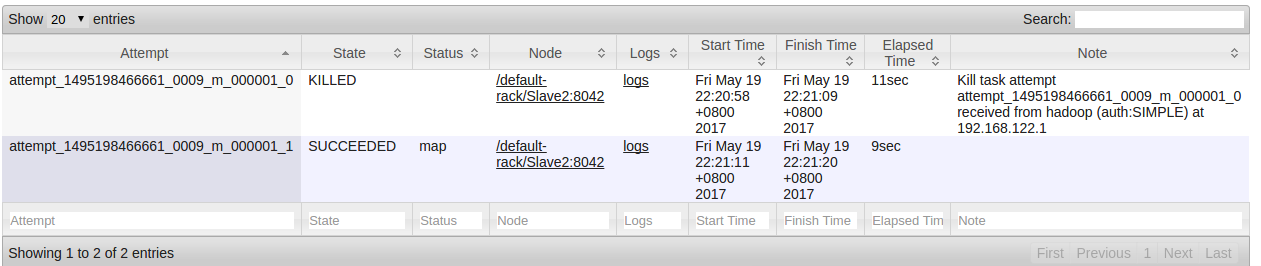 Show 20 entries Search:
Attempt State Status Node Logs Start Time Finish Time Elapsed Time Note
attempt_1495198466661_0009_m_000001_0 KILLED /default- logs Fri May 19 Fri May 19 11sec Kill task attempt
rack/Slave2:8042 22:20:58 22:21:09 attempt_1495198466661_0009_m_000001_0
+0800 +0800 received from hadoop (auth:SIMPLE) at
2017 2017 192.168.122.1
attempt_1495198466661_0009_m_000001_1 SUCCEEDED map /default- logs Fri May 19 Fri May 19 9sec
rack/Slave2:8042 22:21:11 22:21:20
+0800 +0800
2017 2017
Attempt State Status Node Logs Start Time Finish Time Elapsed Tim Note
Showing 1 to 2 of 2 entries First Previous 1 Next Last